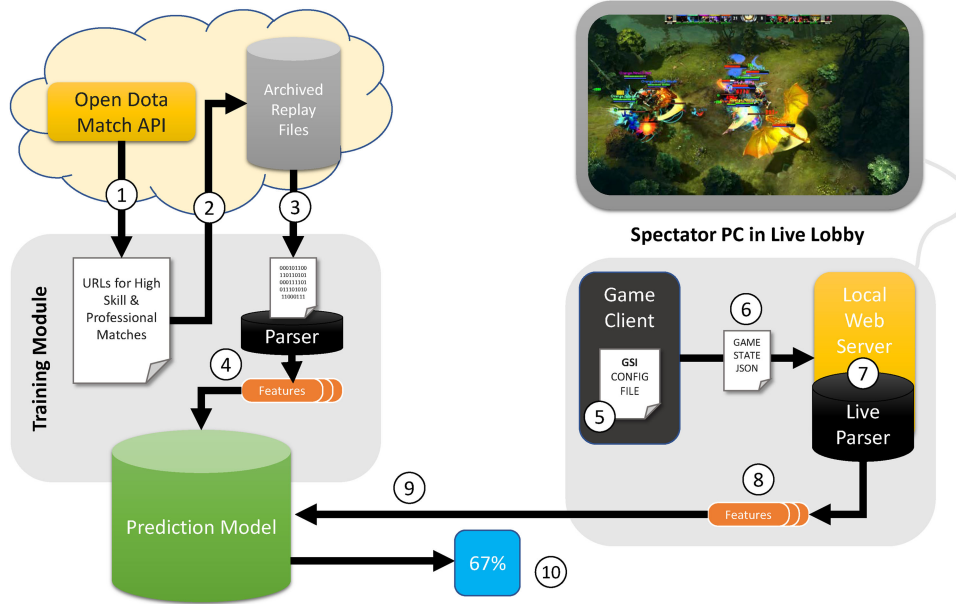 Open Dota
Match API
Archived
Replay
Files
1
2
3
Training Module
URLs for High
Skill &
Professional
Matches
000101100
110110101
000111101
011101010
11000111
Parser
4
Features
Prediction Model
Spectator PC in Live Lobby
Game
Client
GSI
CONFIG
FILE
5
6
GAME
STATE
JSON
Local
Web
Server
7
Live
Parser
8
Features
9
67%
10